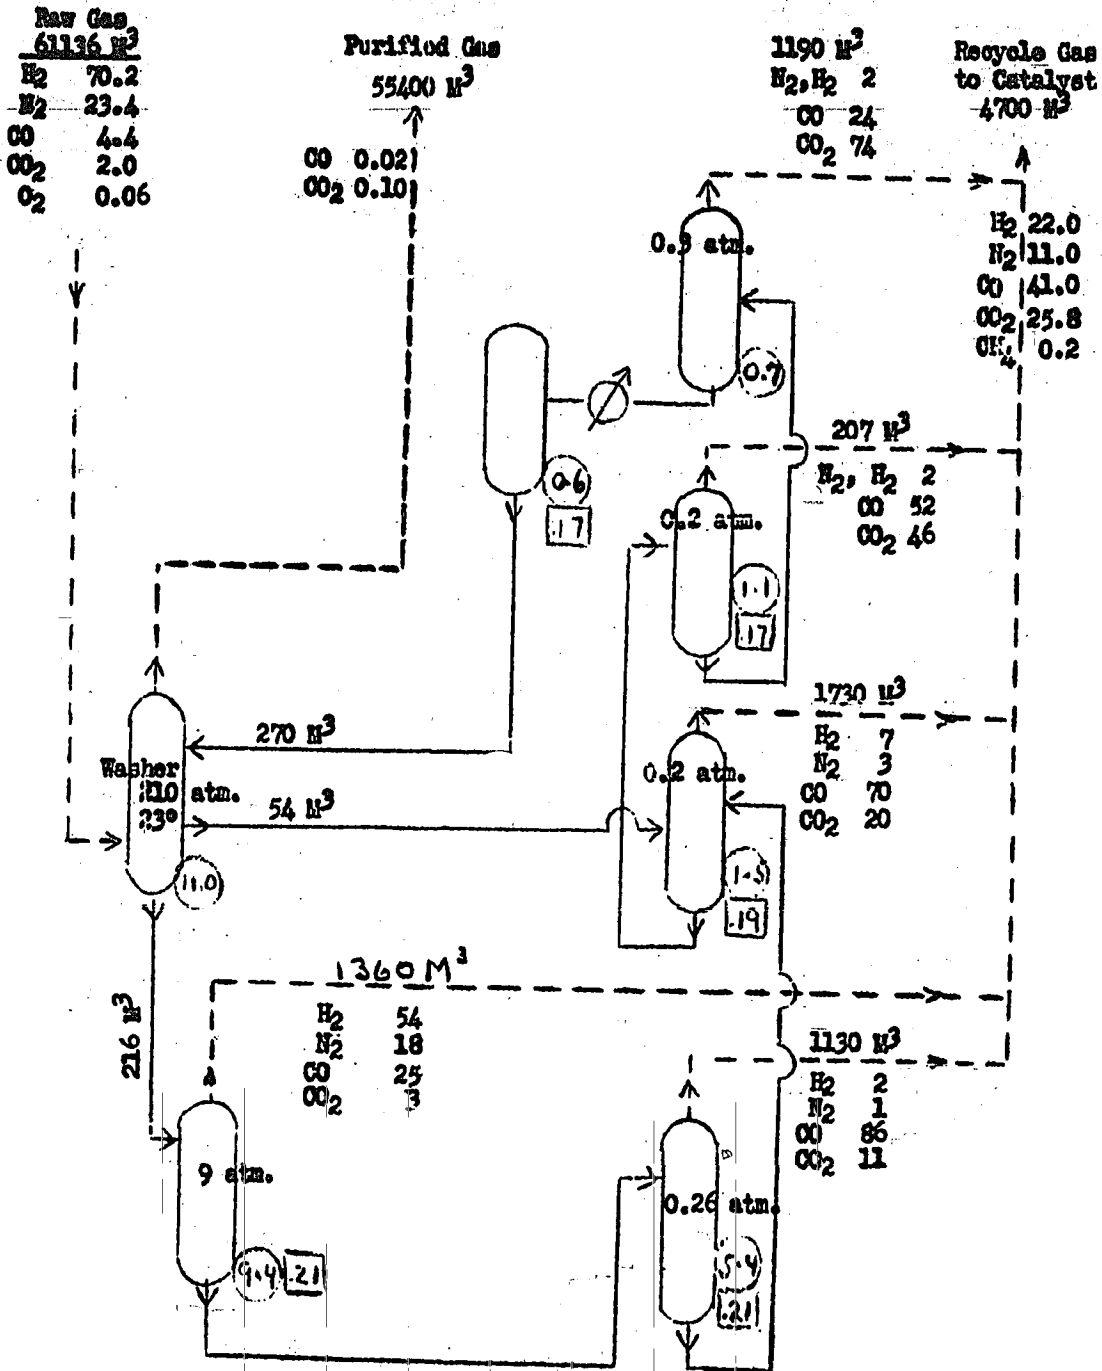 Raw Gas
61136 M³
H₂ 70.2
N₂ 23.4
CO 4.4
CO₂ 2.0
O₂ 0.06
Purified Gas
55400 M³
CO 0.02
CO₂ 0.10
1190 M³
N₂,H₂ 2
CO 24
CO₂ 74
Recycle Gas
to Catalyst
4700 M³
H₂ 22.0
N₂ 11.0
CO 41.0
CO₂ 25.8
CH₄ 0.2
atm.
0.7
0.6
.17
207 M³
N₂, H₂ 2
CO 52
CO₂ 46
0.2 atm.
1.1
.17
1730 M³
H₂ 7
N₂ 3
CO 70
CO₂ 20
0.2 atm.
.19
270 M³
Washer
atm.
54 M³
11.0
216 M³
1360 M³
H₂ 54
N₂ 18
CO 25
CO₂ 3
9 atm.
9.4
.21
1130 M³
H₂ 2
N₂ 1
CO 86
CO₂ 11
0.26 atm.
5.4
.21